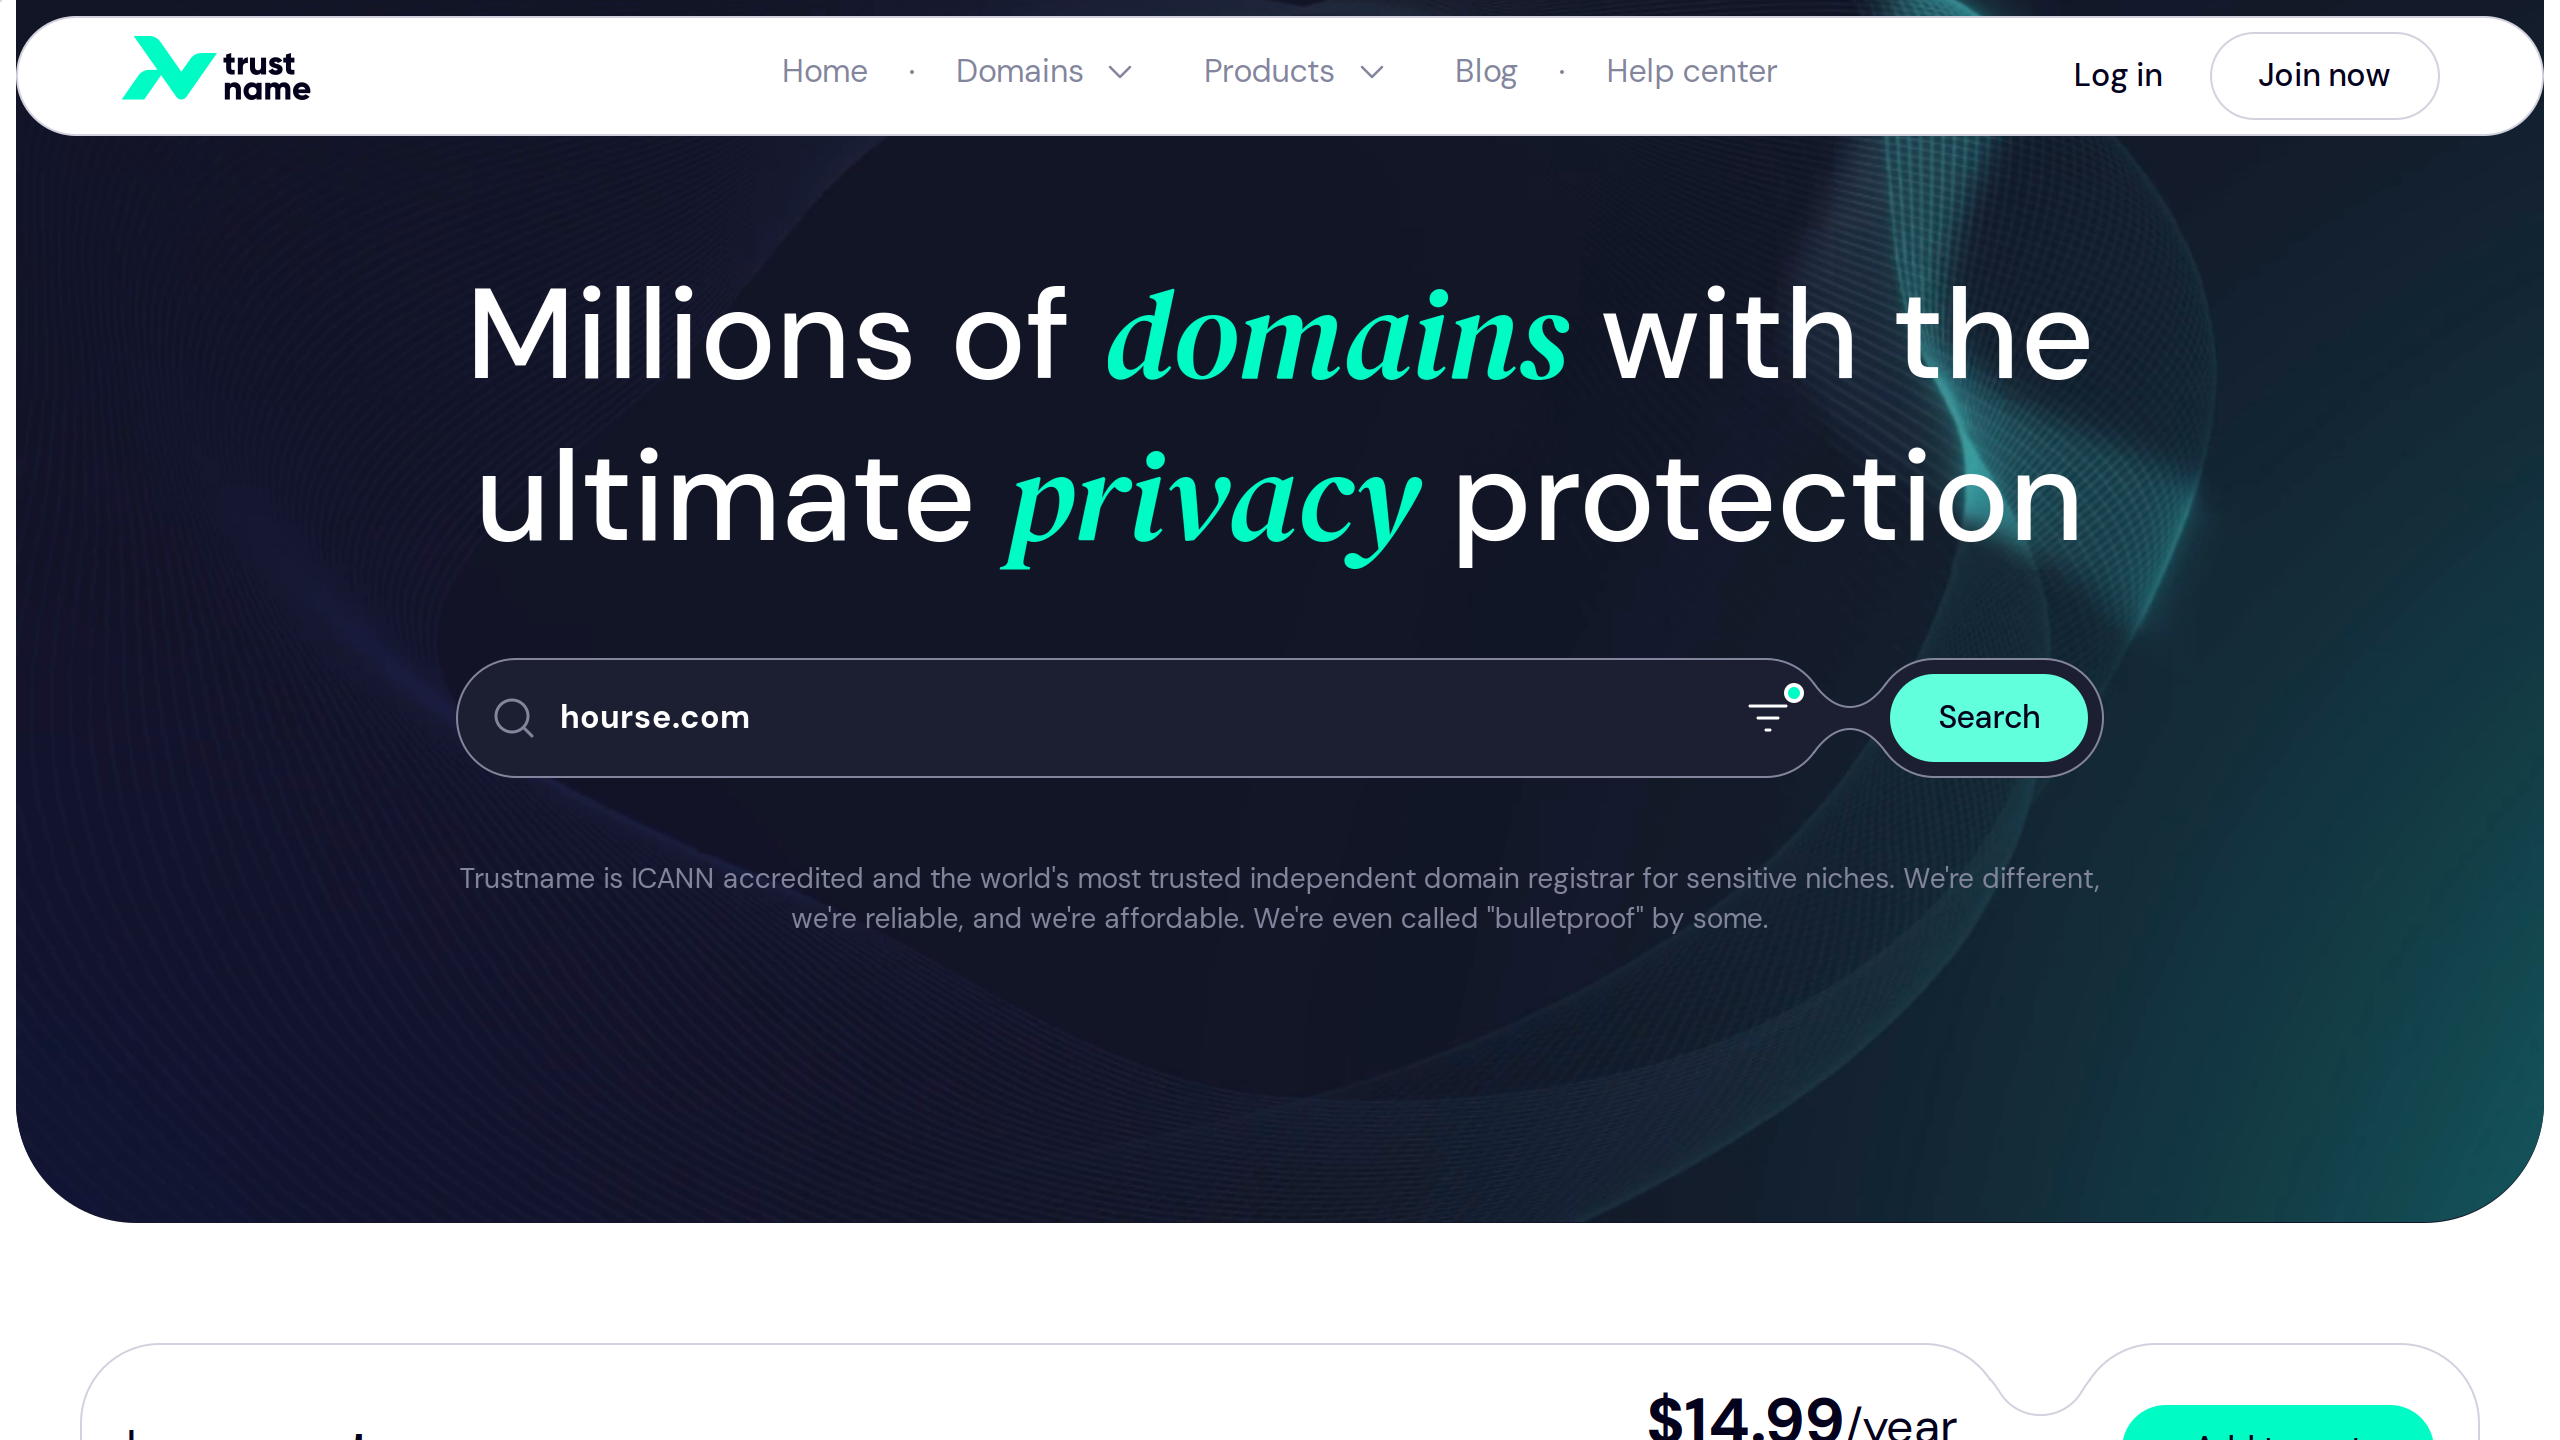 trust
name
Home · Domains Products Blog · Help center
Log in
Join now
Millions of domains with the
ultimate privacy protection
hourse.com
Search
Trustname is ICANN accredited and the world's most trusted independent domain registrar for sensitive niches. We're different,
we're reliable, and we're affordable. We're even called "bulletproof" by some.
$14.99/year